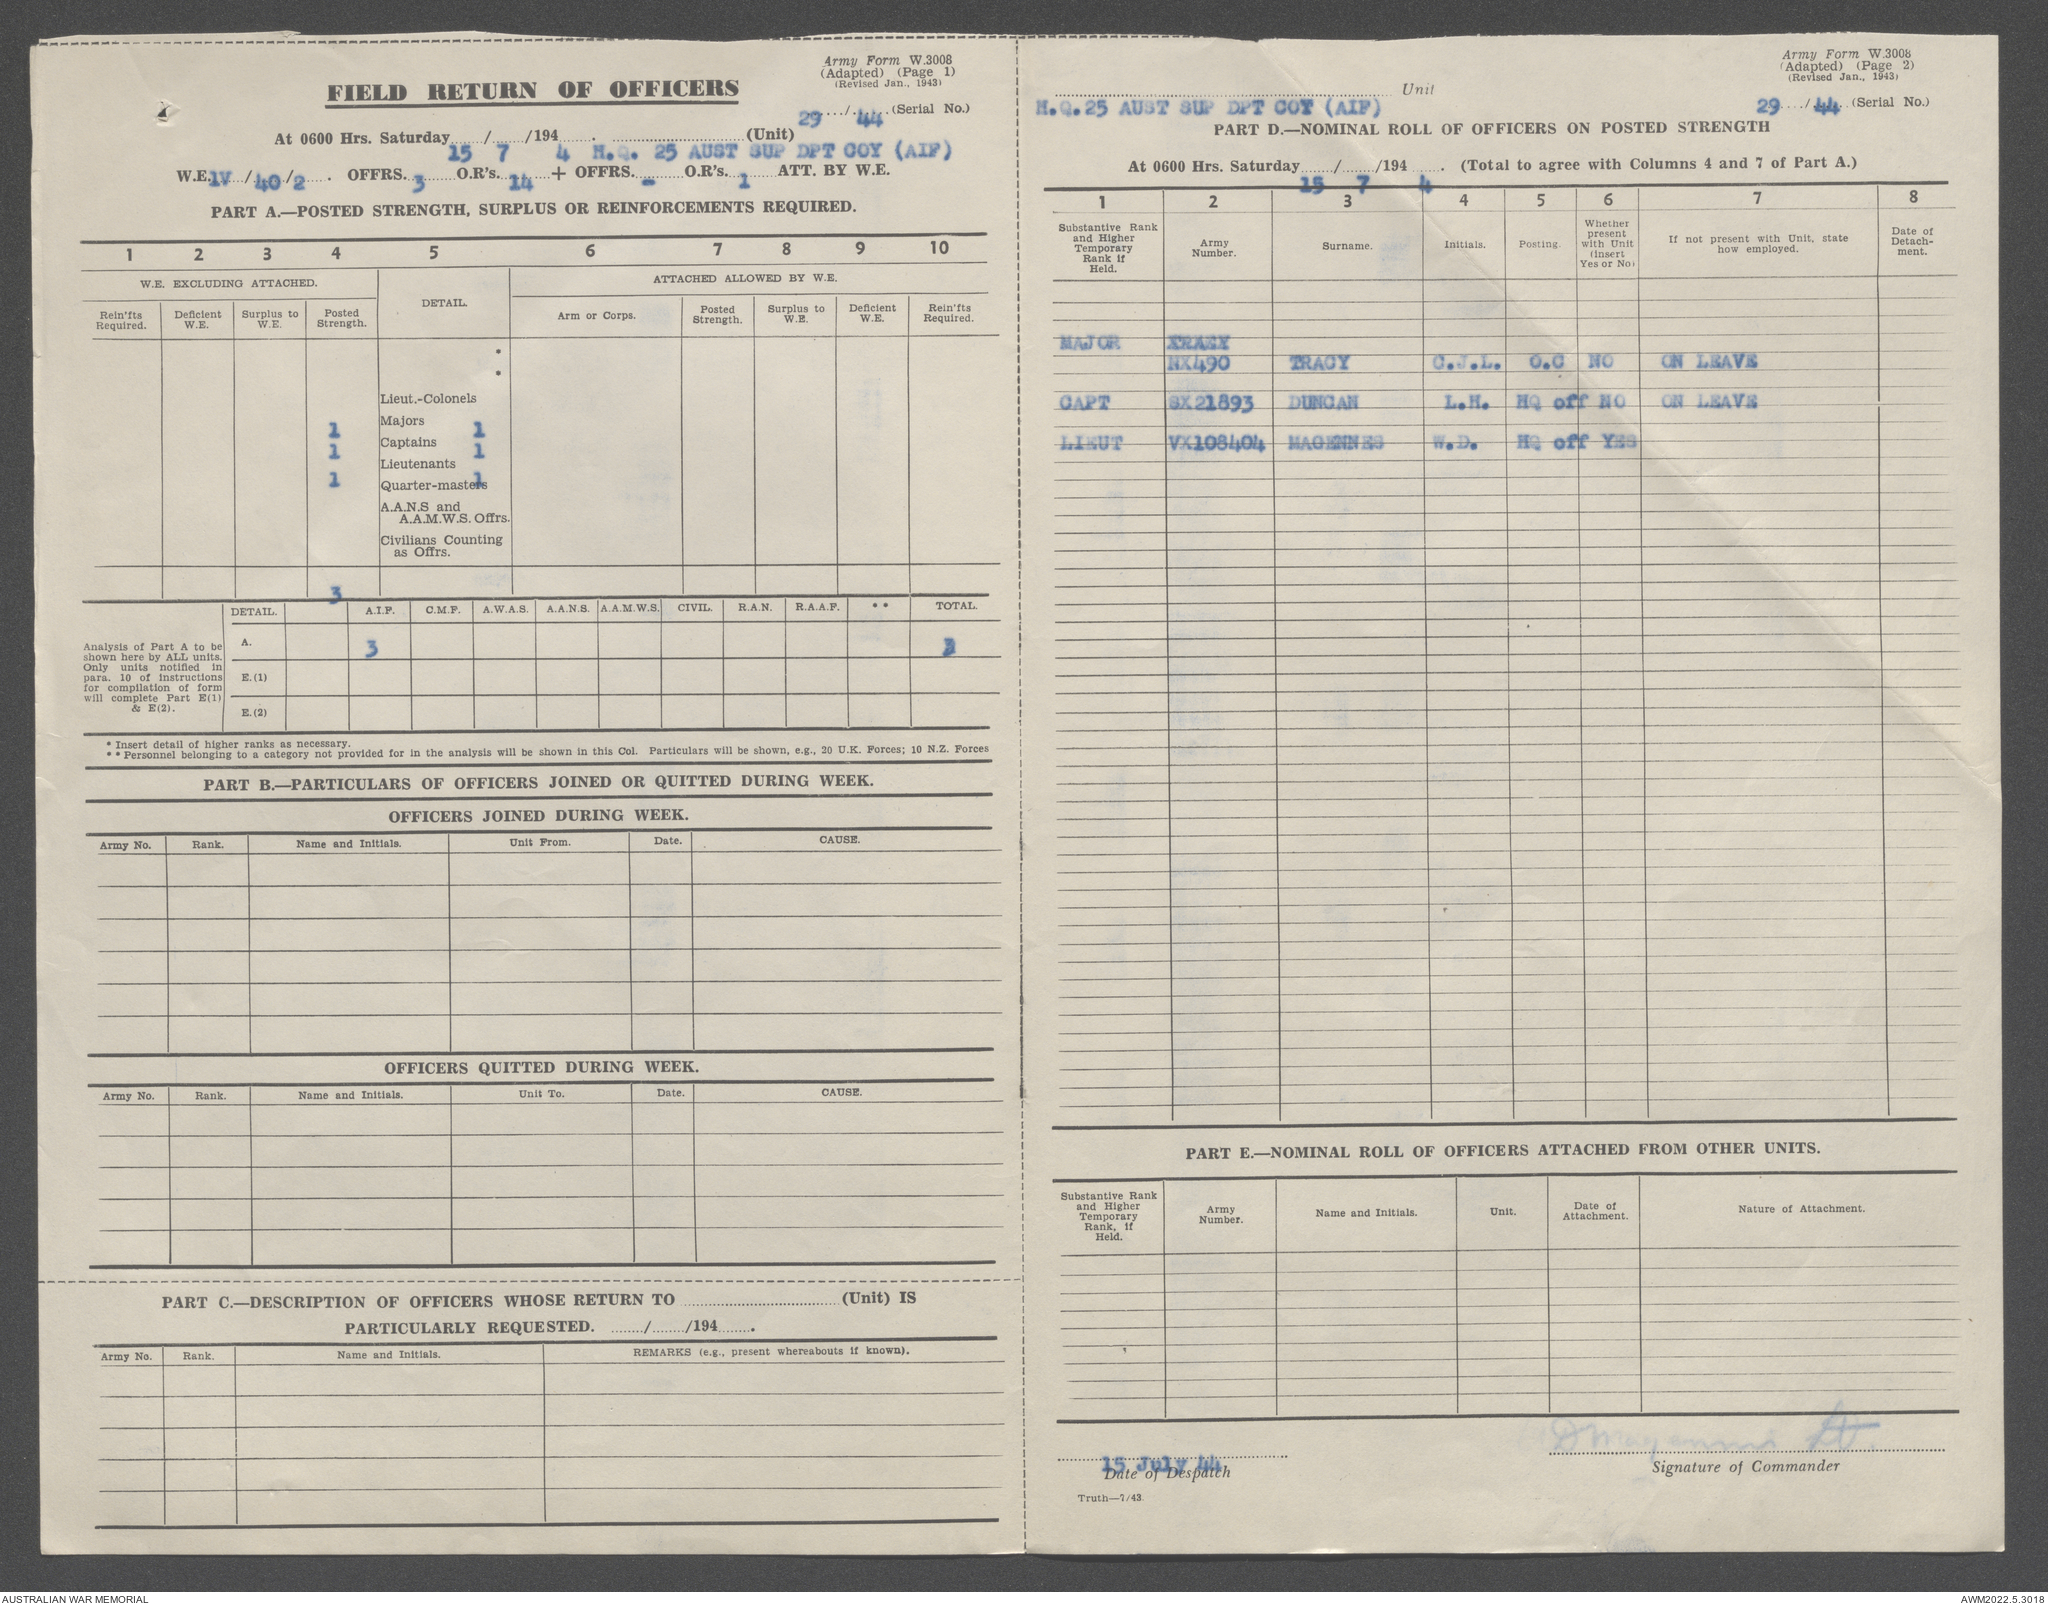 Army Form W.3008
(Adapted) (Page 1)
(Revised Jan., 1943)
FIELD RETURN OF OFFICERS
29 / 44 (Serial No.)
At 0600 Hrs. Saturday 15 / 7 /194 4 . H.Q. 25 AUST SUP DPT COY (AIF) (Unit)
W.E. IV / 40 / 2 . OFFRS. 3 O.R's. 14 + OFFRS. - O.R's. 1 ATT. BY W.E.
PART A.—POSTED STRENGTH, SURPLUS OR REINFORCEMENTS REQUIRED.
1 2 3 4 5 6 7 8 9 10
W.E. EXCLUDING ATTACHED. DETAIL. ATTACHED ALLOWED BY W.E.
Rein'fts Required. Deficient W.E. Surplus to W.E. Posted Strength. Arm or Corps. Posted Strength. Surplus to W.E. Deficient W.E. Rein'fts Required.
*
*
Lieut.-Colonels
Majors
1 1
Captains
1 1
Lieutenants
1 Quarter-masters 1
A.A.N.S and
A.A.M.W.S. Offrs.
Civilians Counting
as Offrs.
3
DETAIL. A.I.F. C.M.F. A.W.A.S. A.A.N.S. A.A.M.W.S. CIVIL. R.A.N. R.A.A.F. ** TOTAL.
Analysis of Part A to be
shown here by ALL units.
Only units notified in
para. 10 of instructions
for compilation of form
will complete Part E(1)
& E(2).
A. 3 3
E.(1)
E.(2)
* Insert detail of higher ranks as necessary.
** Personnel belonging to a category not provided for in the analysis will be shown in this Col. Particulars will be shown, e.g., 20 U.K. Forces; 10 N.Z. Forces
PART B.—PARTICULARS OF OFFICERS JOINED OR QUITTED DURING WEEK.
OFFICERS JOINED DURING WEEK.
Army No. Rank. Name and Initials. Unit From. Date. CAUSE.
OFFICERS QUITTED DURING WEEK.
Army No. Rank. Name and Initials. Unit To. Date. CAUSE.
PART C.—DESCRIPTION OF OFFICERS WHOSE RETURN TO (Unit) IS
PARTICULARLY REQUESTED. / /194 .
Army No. Rank. Name and Initials. REMARKS (e.g., present whereabouts if known).
Army Form W.3008
(Adapted) (Page 2)
(Revised Jan., 1943)
Unit
H.Q. 25 AUST SUP DPT COY (AIF) 29 / 44 (Serial No.)
PART D.—NOMINAL ROLL OF OFFICERS ON POSTED STRENGTH
At 0600 Hrs. Saturday 15 / 7 /194 4 . (Total to agree with Columns 4 and 7 of Part A.)
1 2 3 4 5 6 7 8
Substantive Rank and Higher Temporary Rank if Held. Army Number. Surname. Initials. Posting. Whether present with Unit (Insert Yes or No) If not present with Unit, state how employed. Date of Detach-ment.
MAJOR
NX490 TRACY C.J.L. O.C NO ON LEAVE
CAPT SX21893 DUNCAN L.H. HQ off NO ON LEAVE
LIEUT VX108404 MAGENNES W.D. HQ off YES
PART E.—NOMINAL ROLL OF OFFICERS ATTACHED FROM OTHER UNITS.
Substantive Rank and Higher Temporary Rank, if Held. Army Number. Name and Initials. Unit. Date of Attachment. Nature of Attachment.
15 July 44
Date of Despatch
Signature of Commander
Truth—7/43.
AUSTRALIAN WAR MEMORIAL
AWM2022.5.3018